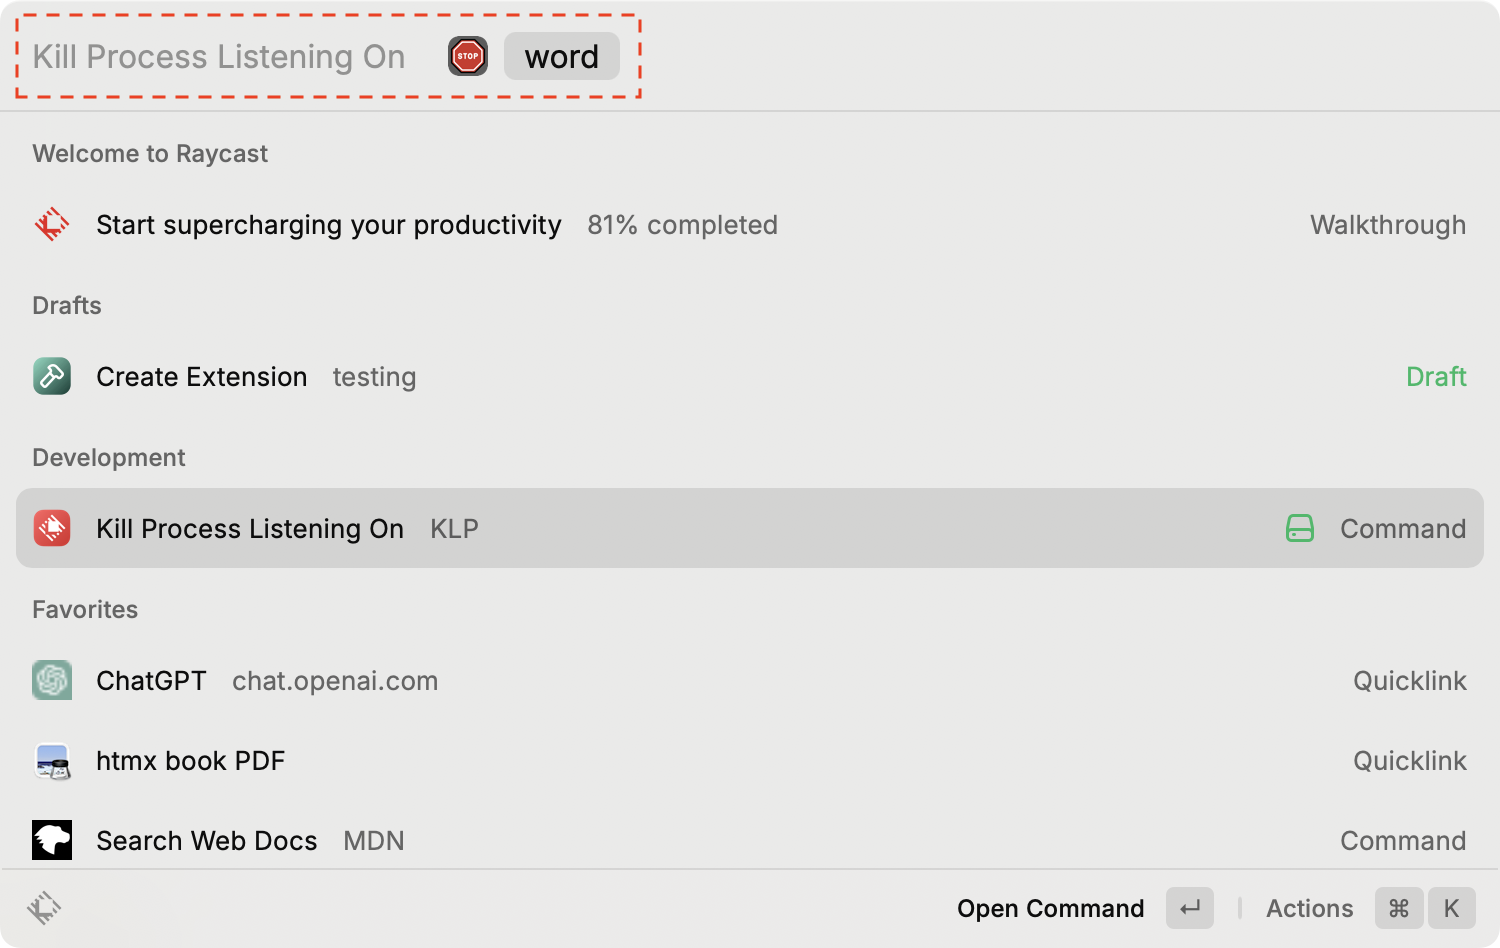 Kill Process Listening On STOP word
Welcome to Raycast
Start supercharging your productivity 81% completed Walkthrough
Drafts
Create Extension testing Draft
Development
Kill Process Listening On KLP Command
Favorites
ChatGPT chat.openai.com Quicklink
htmx book PDF Quicklink
Search Web Docs MDN Command
Open Command ↵ Actions ⌘ K